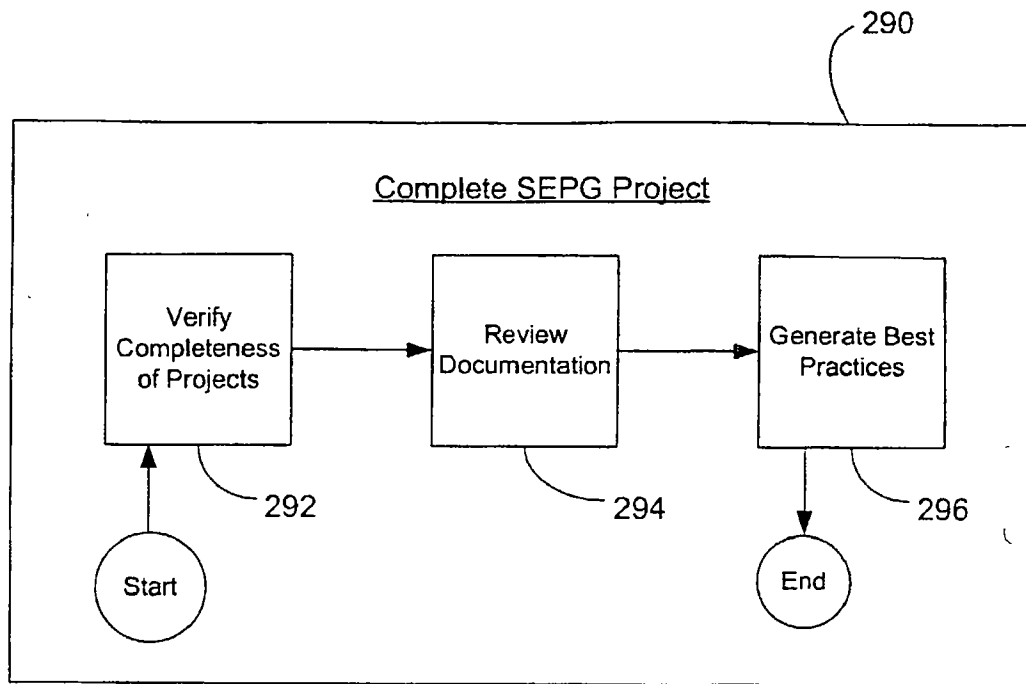 290
Complete SEPG Project
Verify
Completeness
of Projects
Review
Documentation
Generate Best
Practices
292
294
296
Start
End